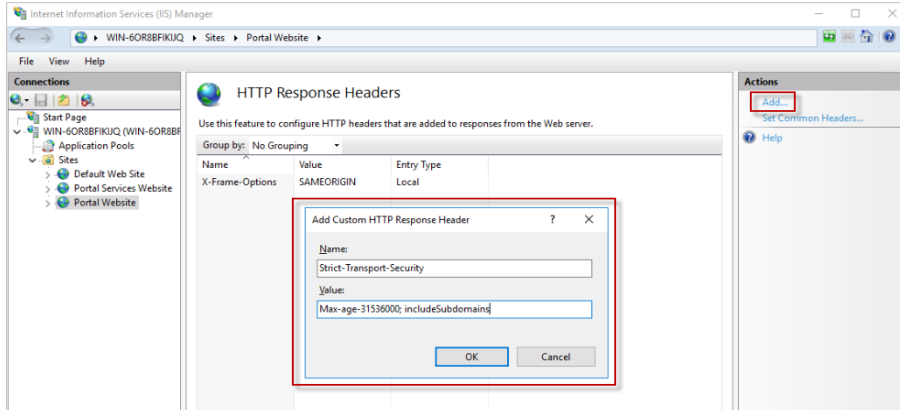 Internet Information Services (IIS) Manager
WIN-6OR8BFIKIJQ Sites Portal Website
File View Help
Connections
Start Page
WIN-6OR8BFIKIJQ (WIN-6OR8BF
Application Pools
Sites
Default Web Site
Portal Services Website
Portal Website
HTTP Response Headers
Use this feature to configure HTTP headers that are added to responses from the Web server.
Group by: No Grouping
Name Value Entry Type
X-Frame-Options SAMEORIGIN Local
Add Custom HTTP Response Header ?
Name:
Strict-Transport-Security
Value:
Max-age-31536000; includeSubdomains
OK Cancel
Actions
Add...
Set Common Headers...
Help